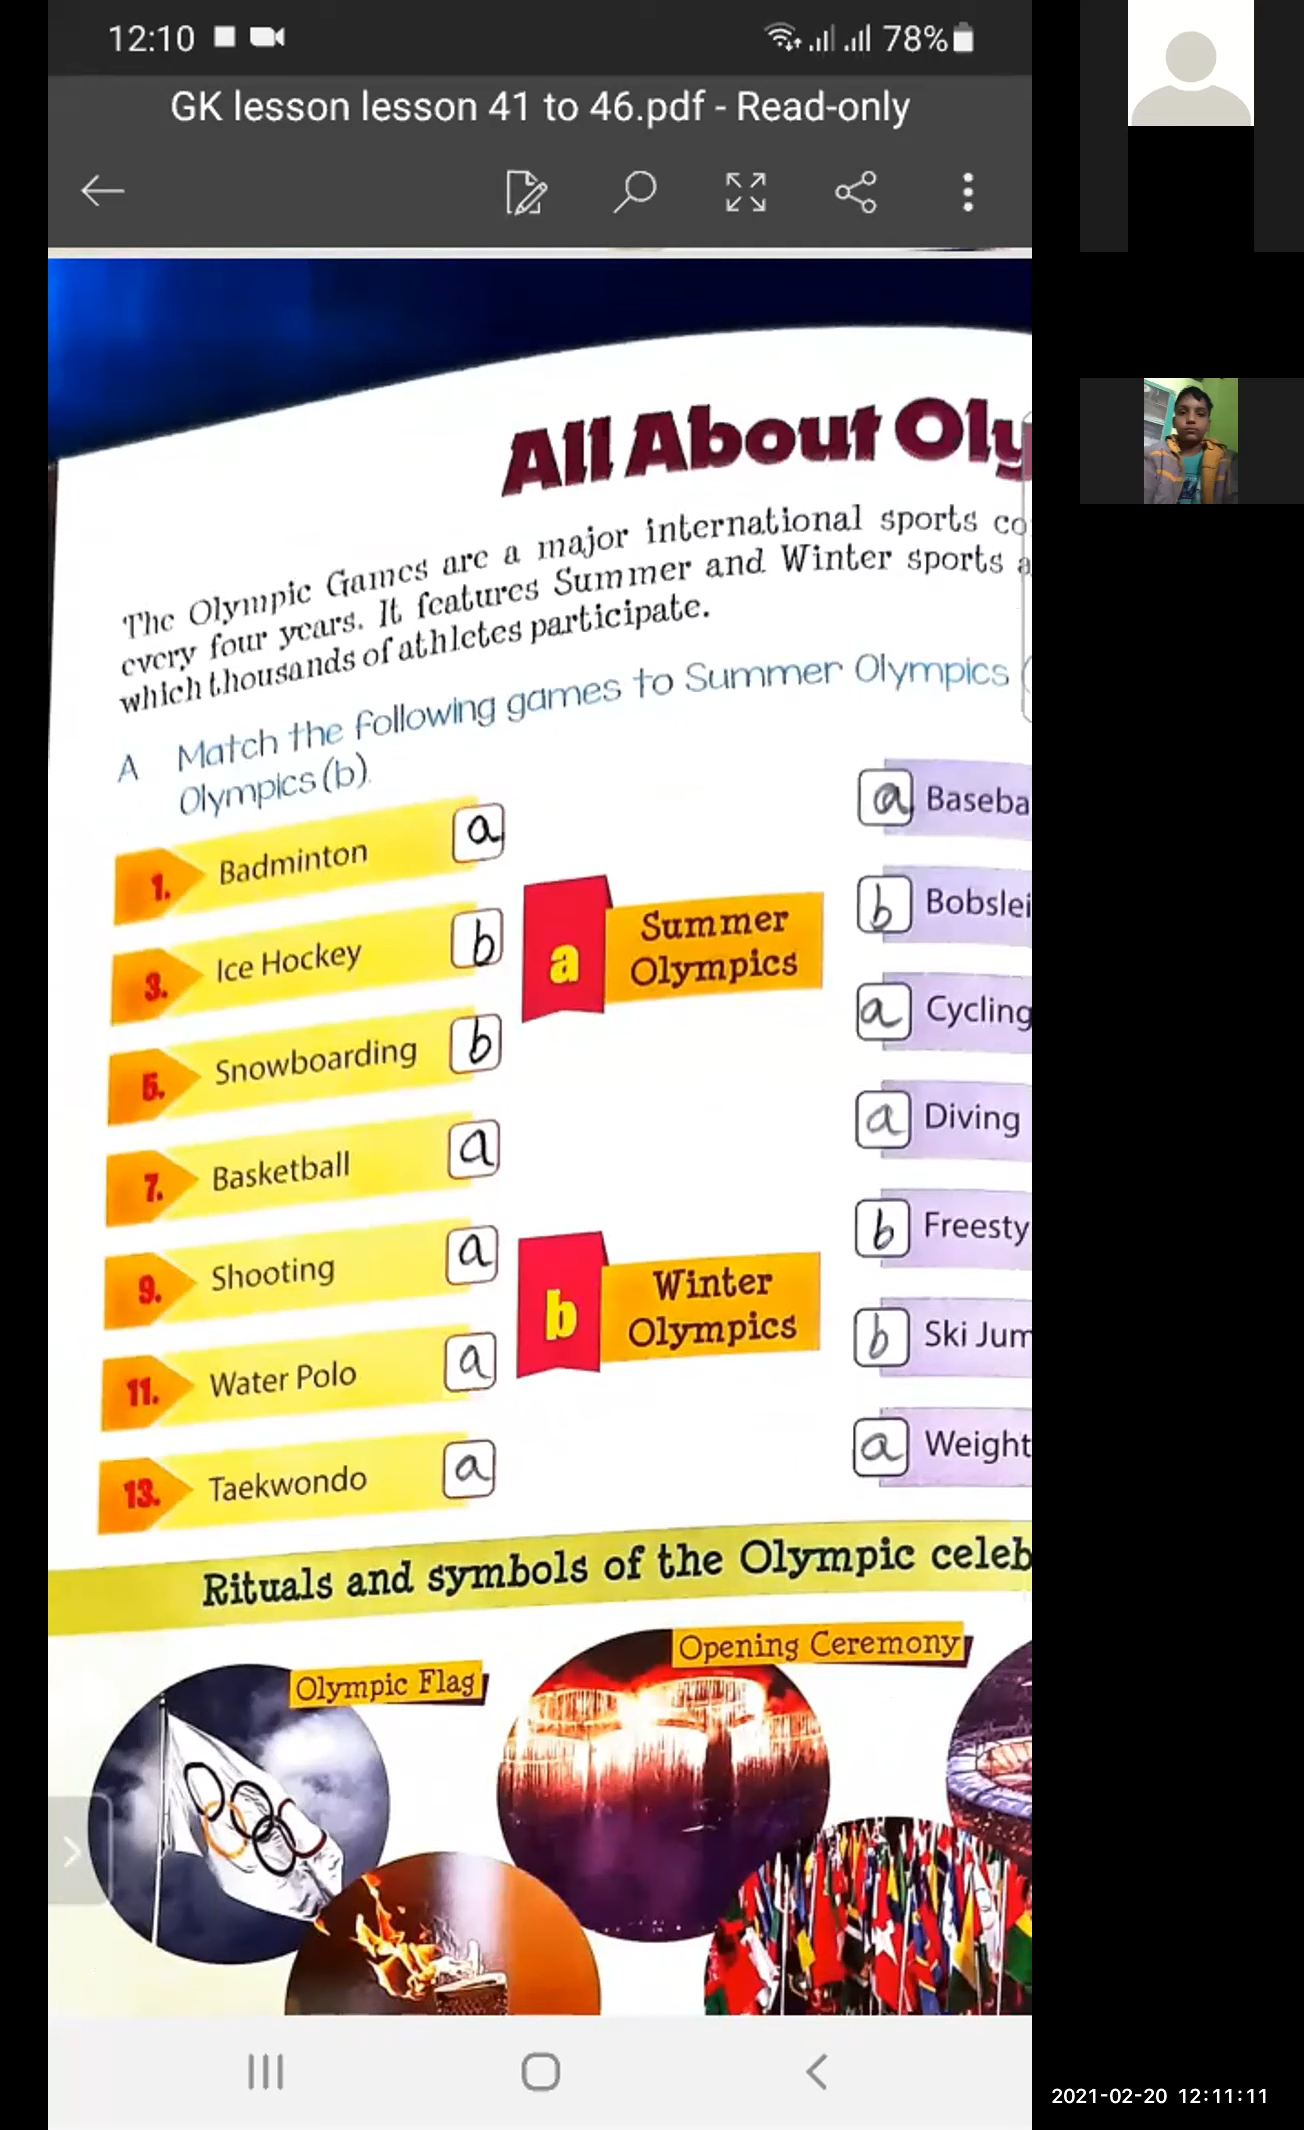 12:10
78%
GK lesson lesson 41 to 46.pdf - Read-only
All About Oly
The Olympic Games are a major international sports co
every four years. It features Summer and Winter sports a
which thousands of athletes participate.
A Match the following games to Summer Olympics (
Olympics (b).
1. Badminton a
a Baseba
3. Ice Hockey b
a Summer
Olympics
b Bobslei
5. Snowboarding b
a Cycling
7. Basketball a
a Diving
9. Shooting a
b Winter
Olympics
b Freesty
11. Water Polo a
b Ski Jum
13. Taekwondo a
a Weight
Rituals and symbols of the Olympic celeb
Olympic Flag
Opening Ceremony
2021-02-20 12:11:11